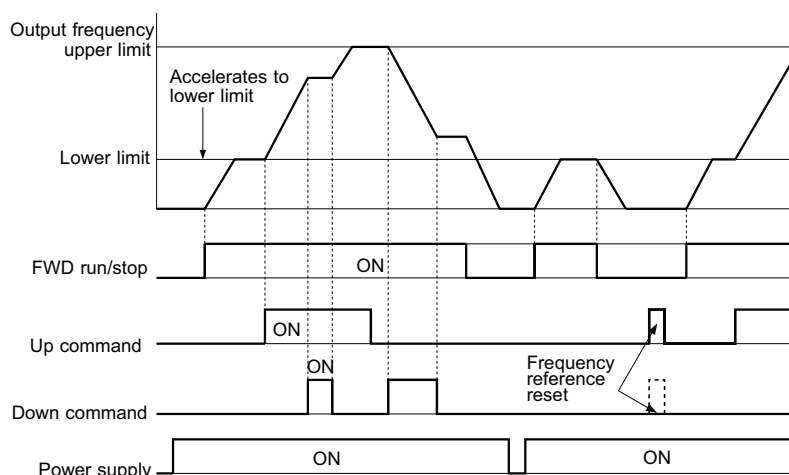 Output frequency
upper limit
Accelerates to
lower limit
Lower limit
FWD run/stop
ON
Up command
ON
ON
Frequency
reference
reset
Down command
Power supply
ON
ON